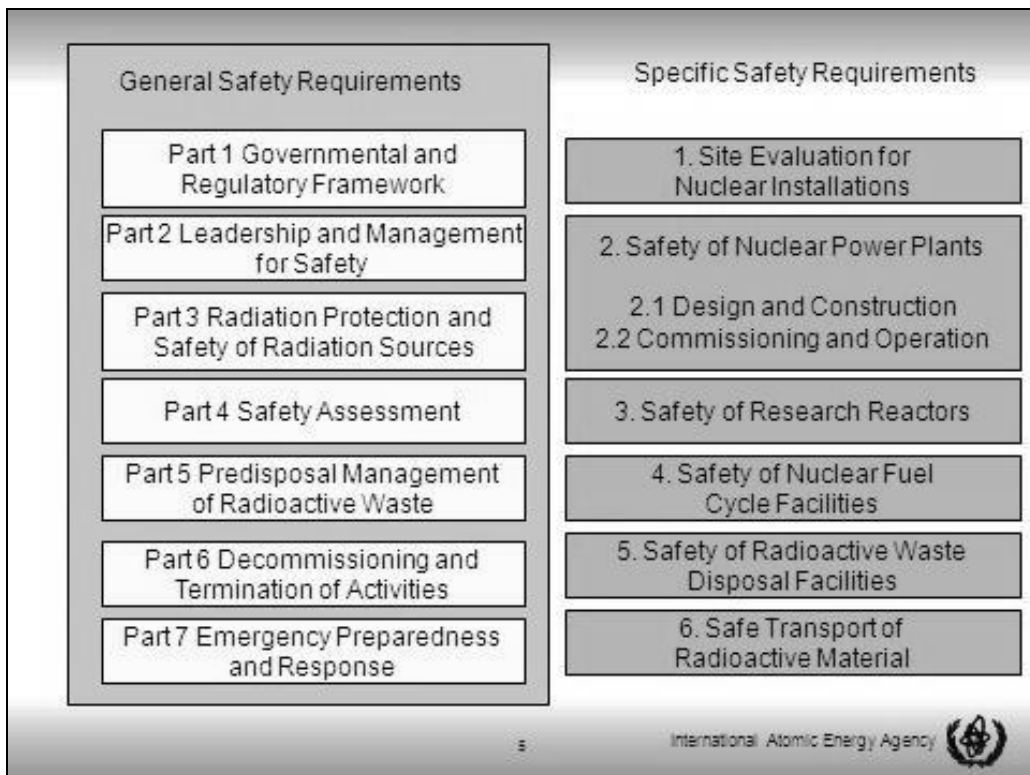 General Safety Requirements
Part 1 Governmental and
Regulatory Framework
Part 2 Leadership and Management
for Safety
Part 3 Radiation Protection and
Safety of Radiation Sources
Part 4 Safety Assessment
Part 5 Predisposal Management
of Radioactive Waste
Part 6 Decommissioning and
Termination of Activities
Part 7 Emergency Preparedness
and Response
Specific Safety Requirements
1. Site Evaluation for
Nuclear Installations
2. Safety of Nuclear Power Plants
2.1 Design and Construction
2.2 Commissioning and Operation
3. Safety of Research Reactors
4. Safety of Nuclear Fuel
Cycle Facilities
5. Safety of Radioactive Waste
Disposal Facilities
6. Safe Transport of
Radioactive Material
5
International Atomic Energy Agency